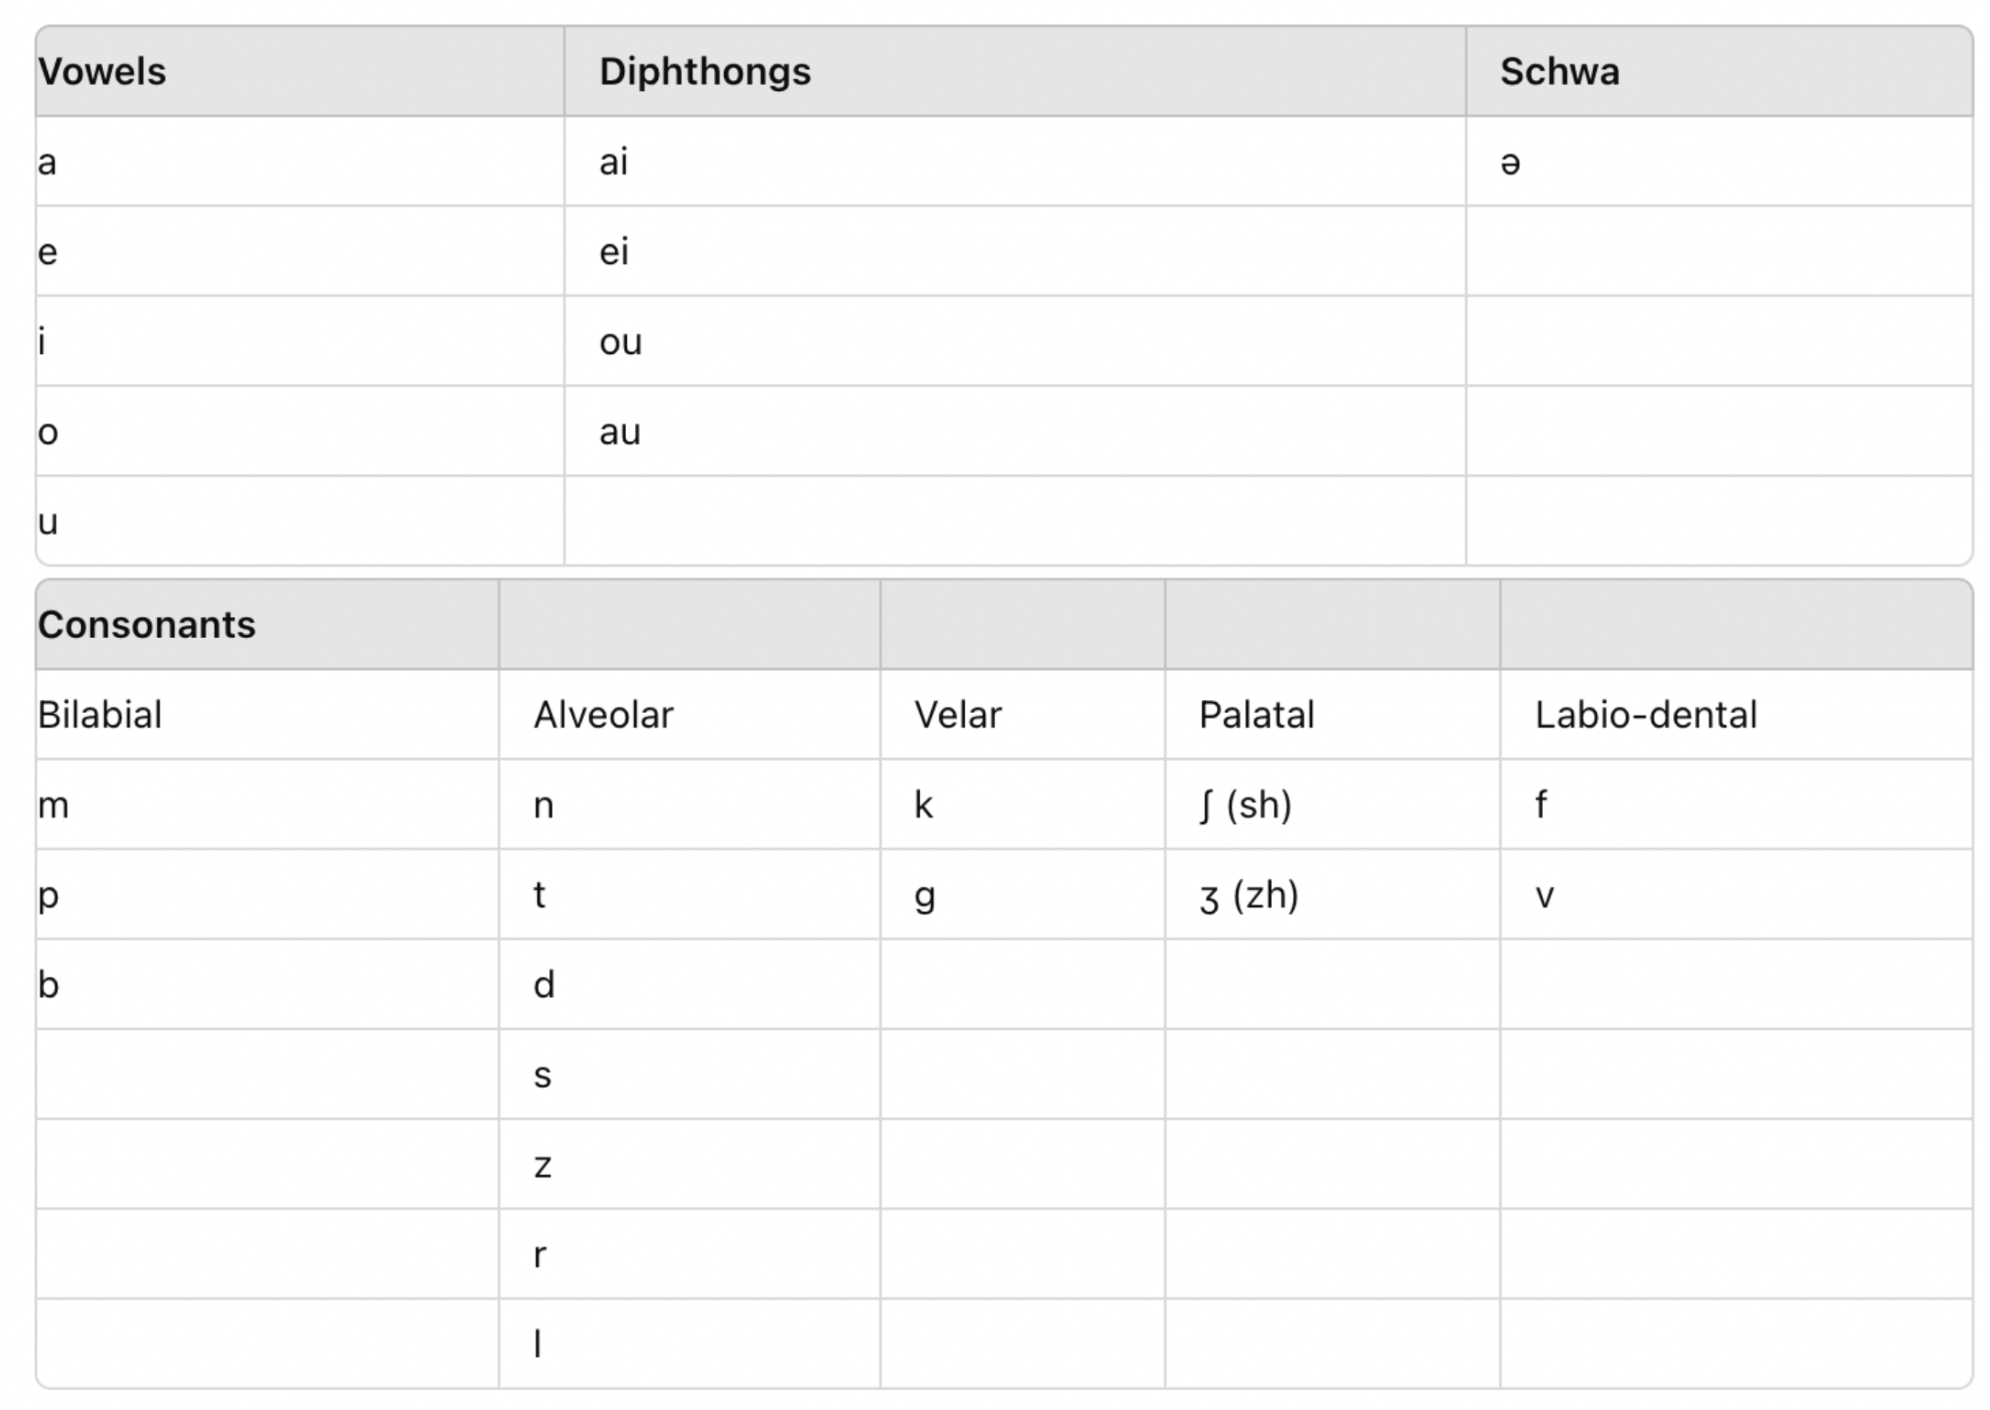 Vowels Diphthongs Schwa
a ai ə
e ei
i ou
o au
u
Consonants
Bilabial Alveolar Velar Palatal Labio-dental
m n k ʃ (sh) f
p t g ʒ (zh) v
b d
s
z
r
l